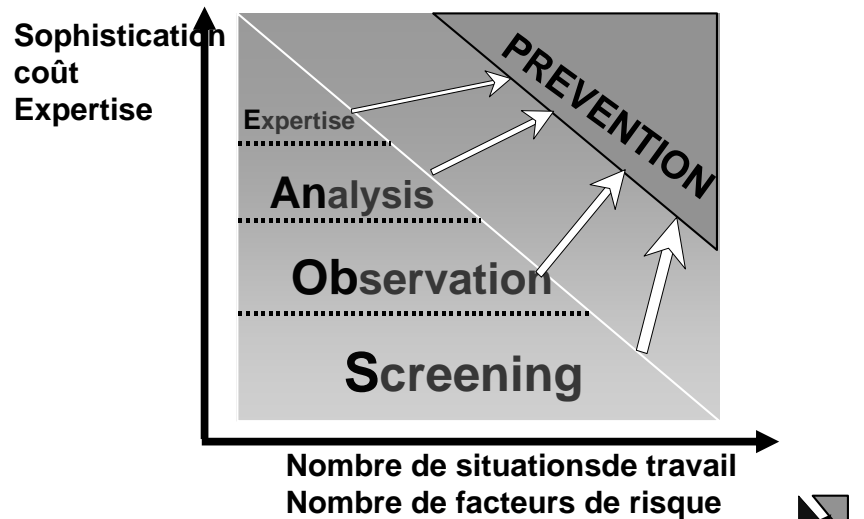 Sophistication
coût
Expertise
PREVENTION
Expertise
Analysis
Observation
Screening
Nombre de situationsde travail
Nombre de facteurs de risque